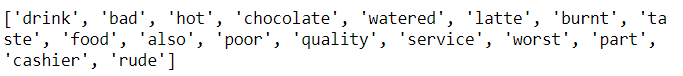 ['drink', 'bad', 'hot', 'chocolate', 'watered', 'latte', 'burnt', 'ta
ste', 'food', 'also', 'poor', 'quality', 'service', 'worst', 'part',
'cashier', 'rude']